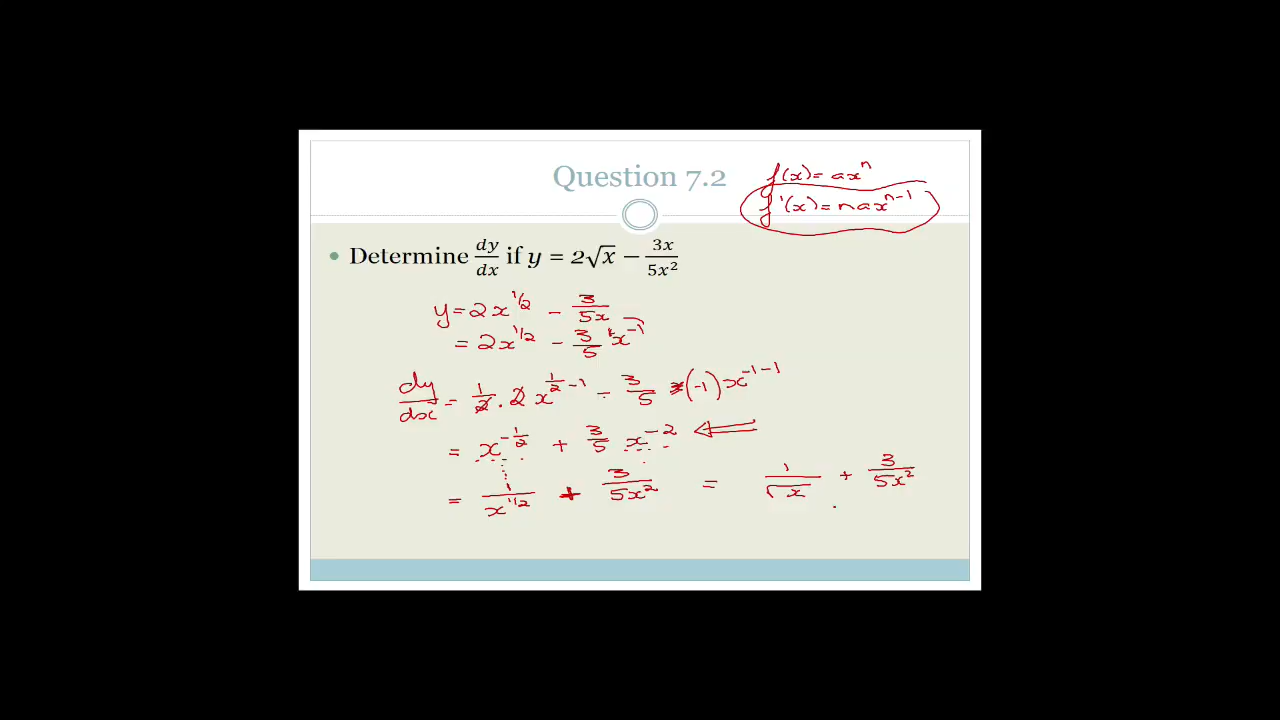 Question 7.2
f(x) = ax^n
f'(x) = nax^(n-1)
• Determine dy/dx if y = 2√x − 3x/5x²
y = 2x^(1/2) − 3/5x
= 2x^(1/2) − 3/5 x^(-1)
dy/dx = 1/2 . 2x^(1/2 − 1) − 3/5 (-1)x^(-1-1)
= x^(-1/2) + 3/5 x^(-2)
= 1/x^(1/2) + 3/5x² = 1/√x + 3/5x²